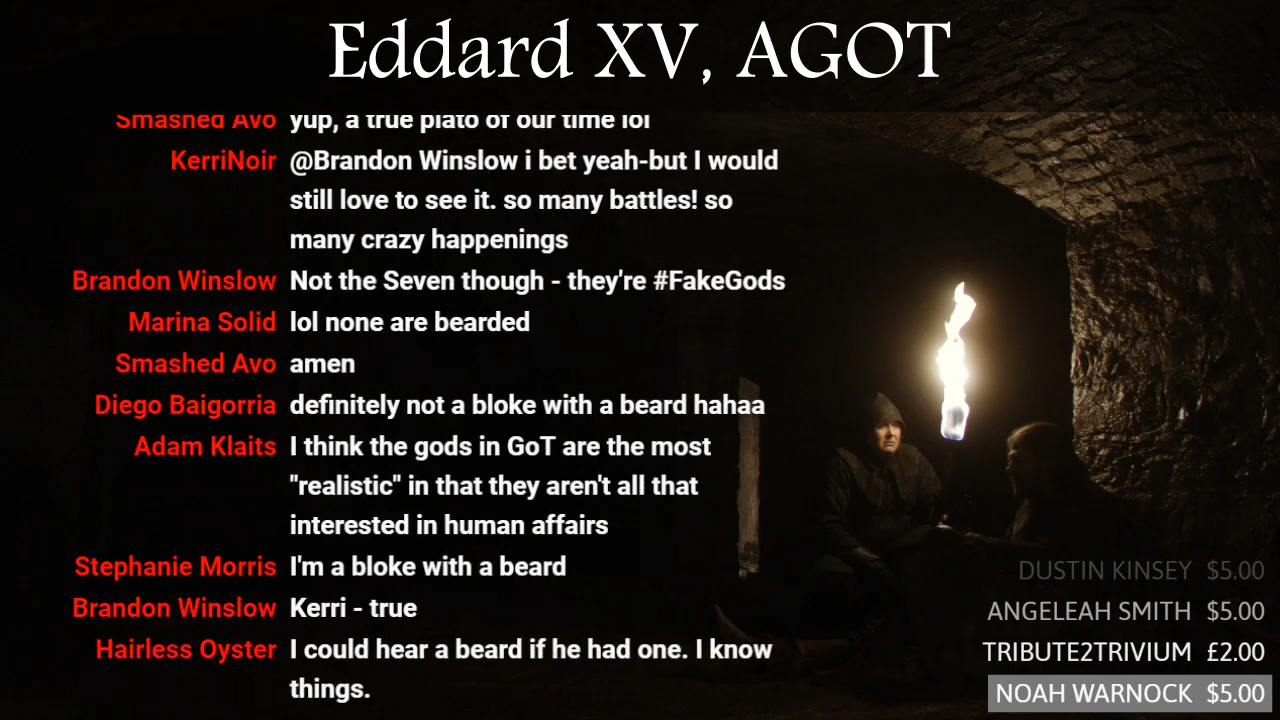 Eddard XV, AGOT
Smashed Avo yup, a true plato of our time lol
KerriNoir @Brandon Winslow i bet yeah-but I would
still love to see it. so many battles! so
many crazy happenings
Brandon Winslow Not the Seven though - they're #FakeGods
Marina Solid lol none are bearded
Smashed Avo amen
Diego Baigorria definitely not a bloke with a beard hahaa
Adam Klaits I think the gods in GoT are the most
"realistic" in that they aren't all that
interested in human affairs
Stephanie Morris I'm a bloke with a beard
Brandon Winslow Kerri - true
Hairless Oyster I could hear a beard if he had one. I know
things.
DUSTIN KINSEY $5.00
ANGELEAH SMITH $5.00
TRIBUTE2TRIVIUM £2.00
NOAH WARNOCK $5.00